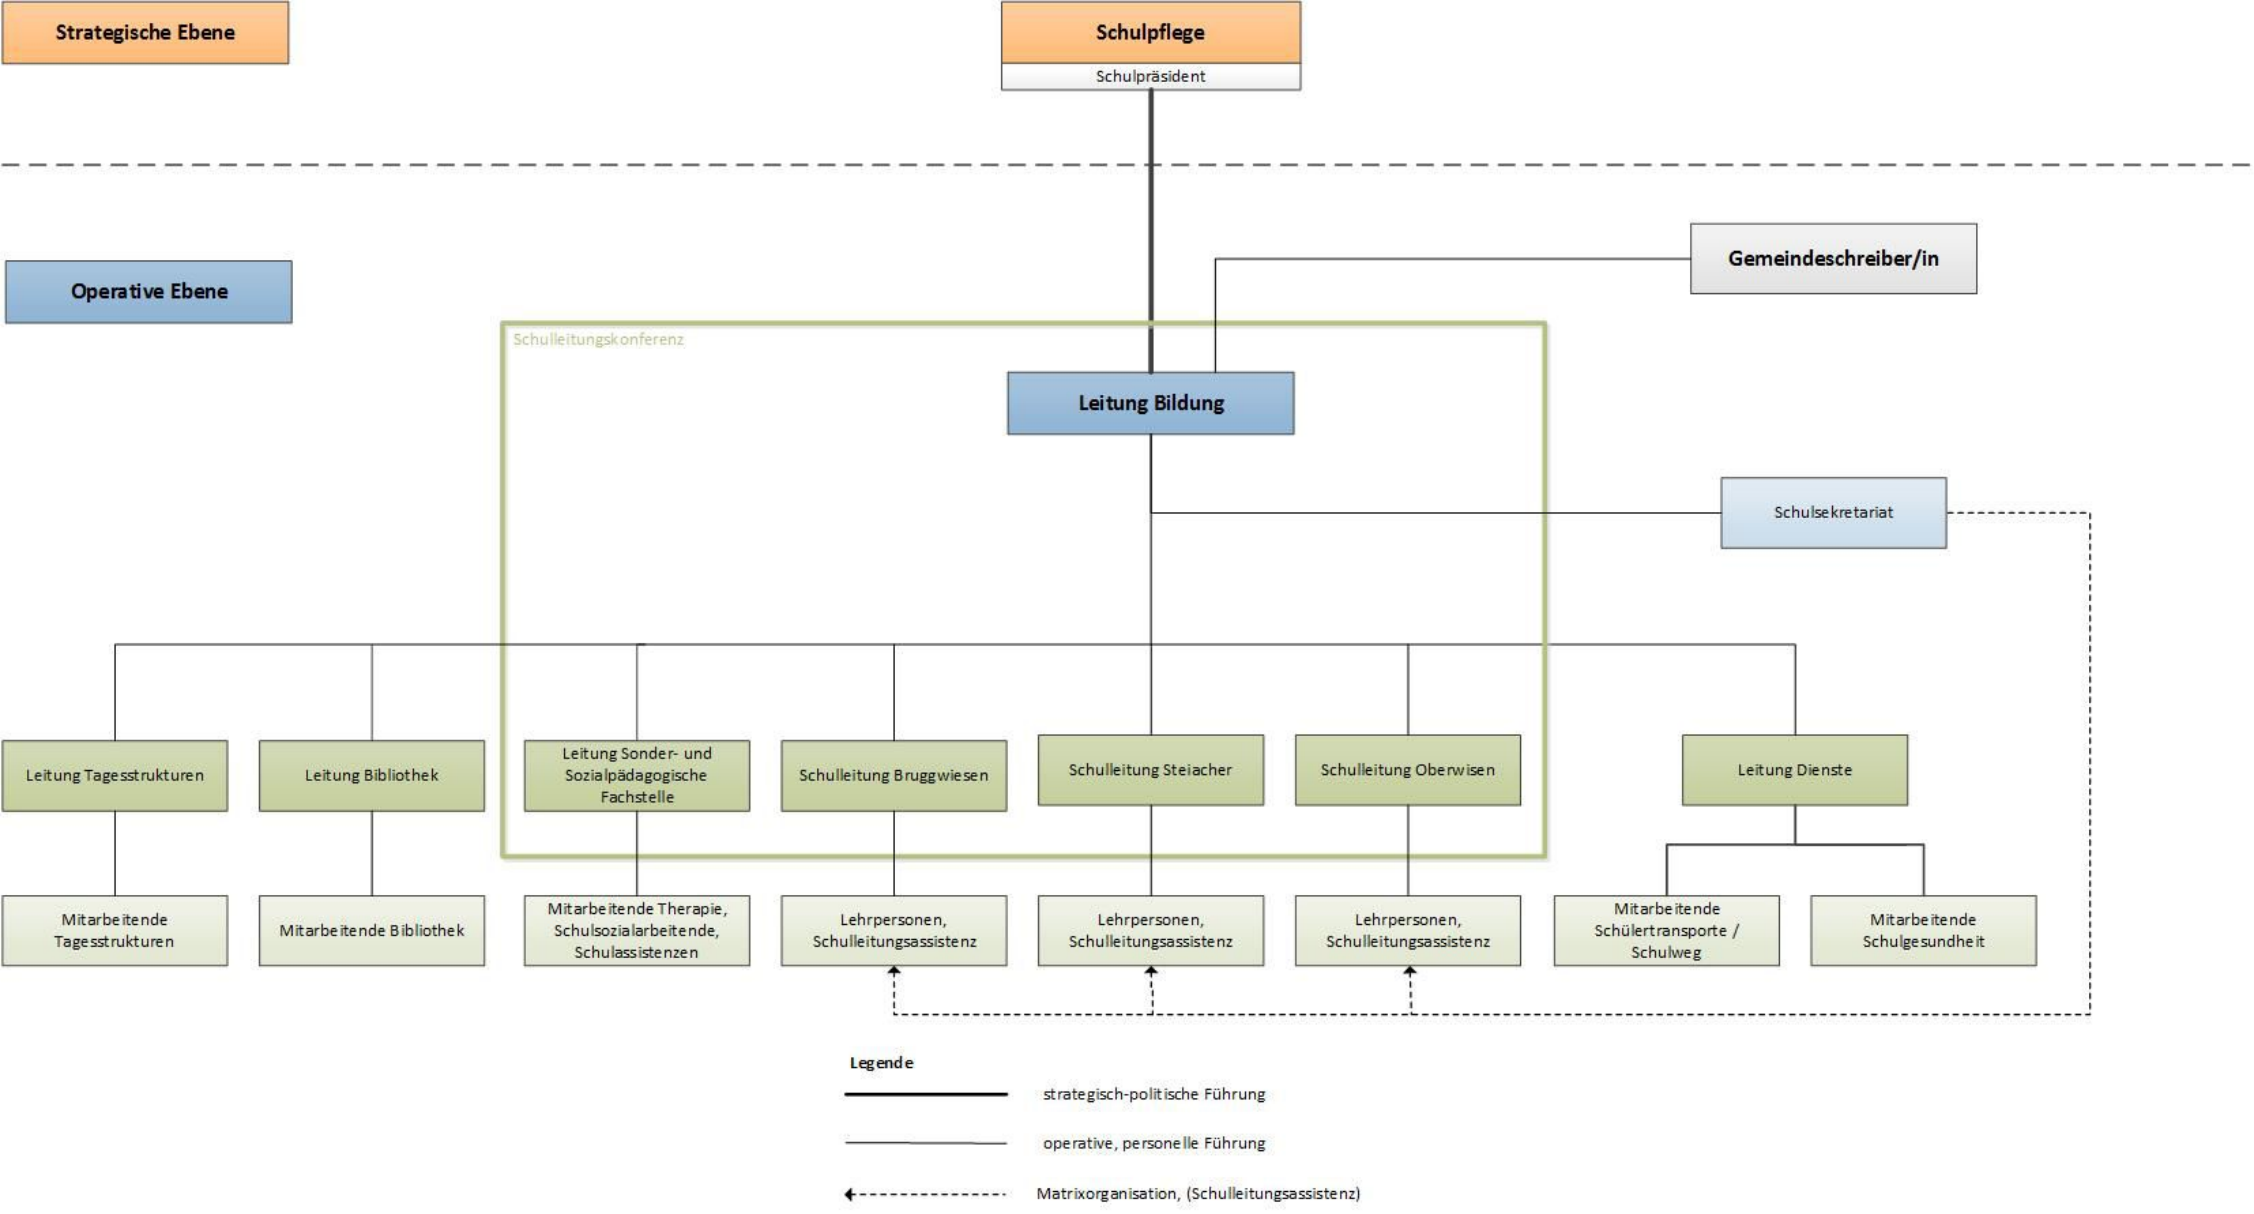 Strategische Ebene
Schulpflege
Schulpräsident
Gemeindeschreiber/in
Operative Ebene
Schulleitungskonferenz
Leitung Bildung
Schulsekretariat
Leitung Tagesstrukturen
Leitung Bibliothek
Leitung Sonder- und
Sozialpädagogische
Fachstelle
Schulleitung Bruggwiesen
Schulleitung Steiacher
Schulleitung Oberwisen
Leitung Dienste
Mitarbeitende
Tagesstrukturen
Mitarbeitende Bibliothek
Mitarbeitende Therapie,
Schulsozialarbeitende,
Schulassistenzen
Lehrpersonen,
Schulleitungsassistenz
Lehrpersonen,
Schulleitungsassistenz
Lehrpersonen,
Schulleitungsassistenz
Mitarbeitende
Schülertransporte /
Schulweg
Mitarbeitende
Schulgesundheit
Legende
strategisch-politische Führung
operative, personelle Führung
Matrixorganisation, (Schulleitungsassistenz)